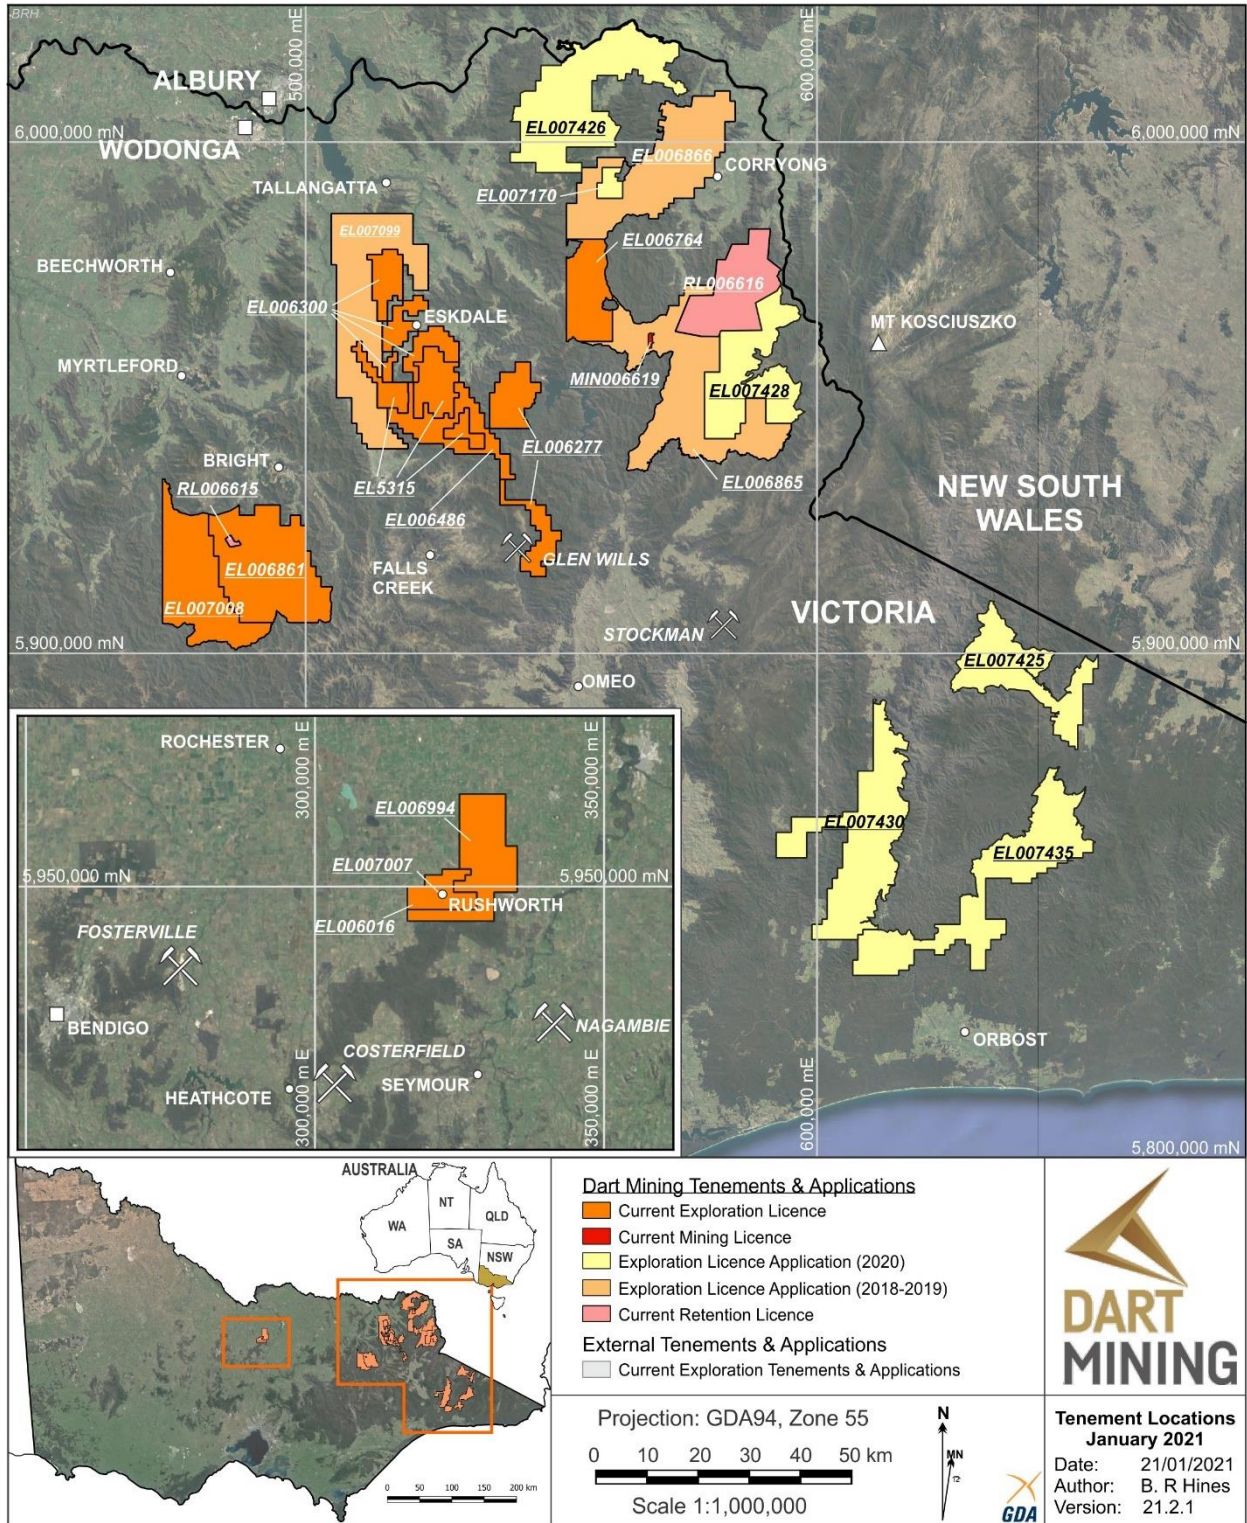 BRH
ALBURY
500,000 mE
600,000 mE
6,000,000 mN
6,000,000 mN
WODONGA
EL007426
EL006866
CORRYONG
TALLANGATTA
EL007170
EL007099
EL006764
BEECHWORTH
RL006616
EL006300
ESKDALE
MT KOSCIUSZKO
MYRTLEFORD
MIN006619
EL007428
EL006277
BRIGHT
EL5315
EL006865
RL006615
EL006486
NEW SOUTH
WALES
EL006861
FALLS
CREEK
GLEN WILLS
EL007008
STOCKMAN
VICTORIA
5,900,000 mN
5,900,000 mN
EL007425
OMEO
ROCHESTER
300,000 m E
350,000 m E
EL006994
EL007430
EL007435
EL007007
5,950,000 mN
5,950,000 mN
RUSHWORTH
EL006016
FOSTERVILLE
BENDIGO
NAGAMBIE
COSTERFIELD
ORBOST
SEYMOUR
HEATHCOTE
300,000 m E
350,000 m E
600,000 mE
5,800,000 mN
AUSTRALIA
NT
QLD
WA
SA
NSW
0 50 100 150 200 km
Dart Mining Tenements & Applications
Current Exploration Licence
Current Mining Licence
Exploration Licence Application (2020)
Exploration Licence Application (2018-2019)
Current Retention Licence
External Tenements & Applications
Current Exploration Tenements & Applications
Projection: GDA94, Zone 55
0 10 20 30 40 50 km
Scale 1:1,000,000
N
MN
GDA
DART
MINING
Tenement Locations
January 2021
Date: 21/01/2021
Author: B. R Hines
Version: 21.2.1